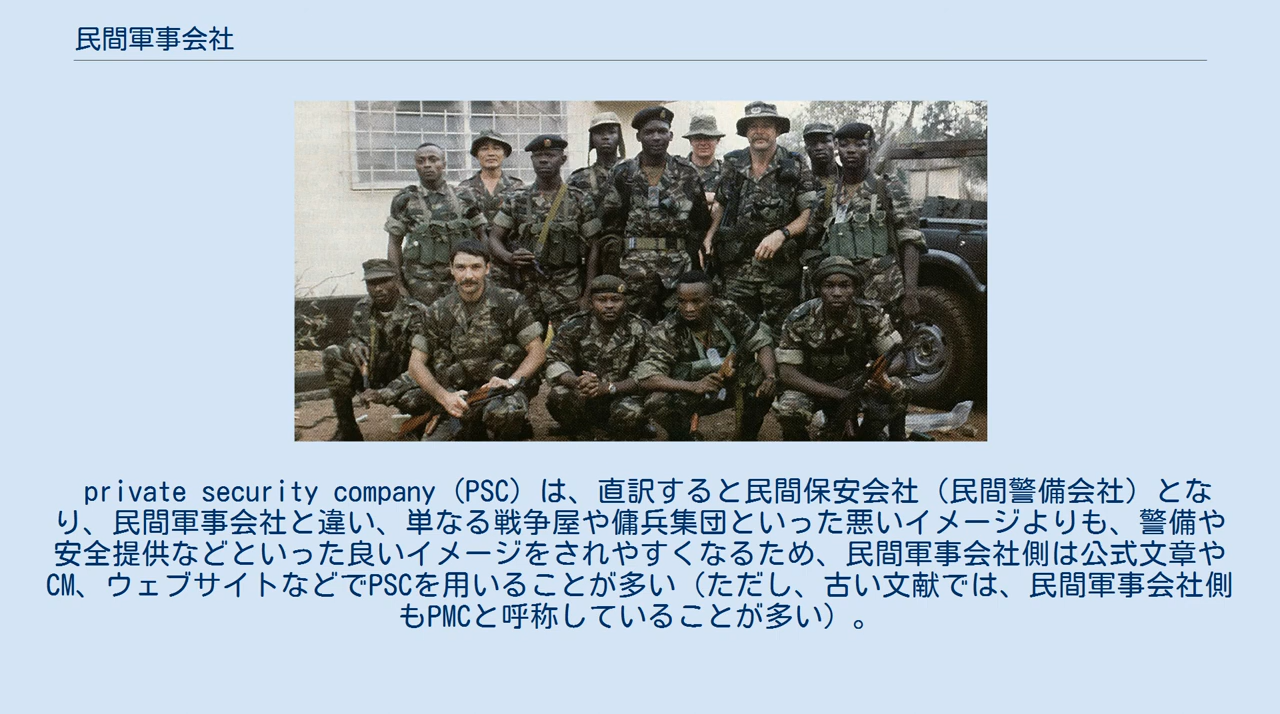 民間軍事会社
private security company（PSC）は、直訳すると民間保安会社（民間警備会社）とな
り、民間軍事会社と違い、単なる戦争屋や傭兵集団といった悪いイメージよりも、警備や
安全提供などといった良いイメージをされやすくなるため、民間軍事会社側は公式文章や
CM、ウェブサイトなどでPSCを用いることが多い（ただし、古い文献では、民間軍事会社側
もPMCと呼称していることが多い）。